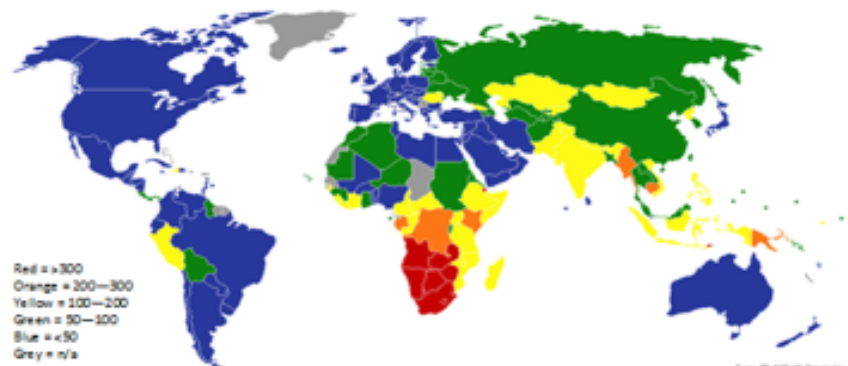 Red = >300
Orange = 200—300
Yellow = 100—200
Green = 50—100
Blue = <50
Grey = n/a